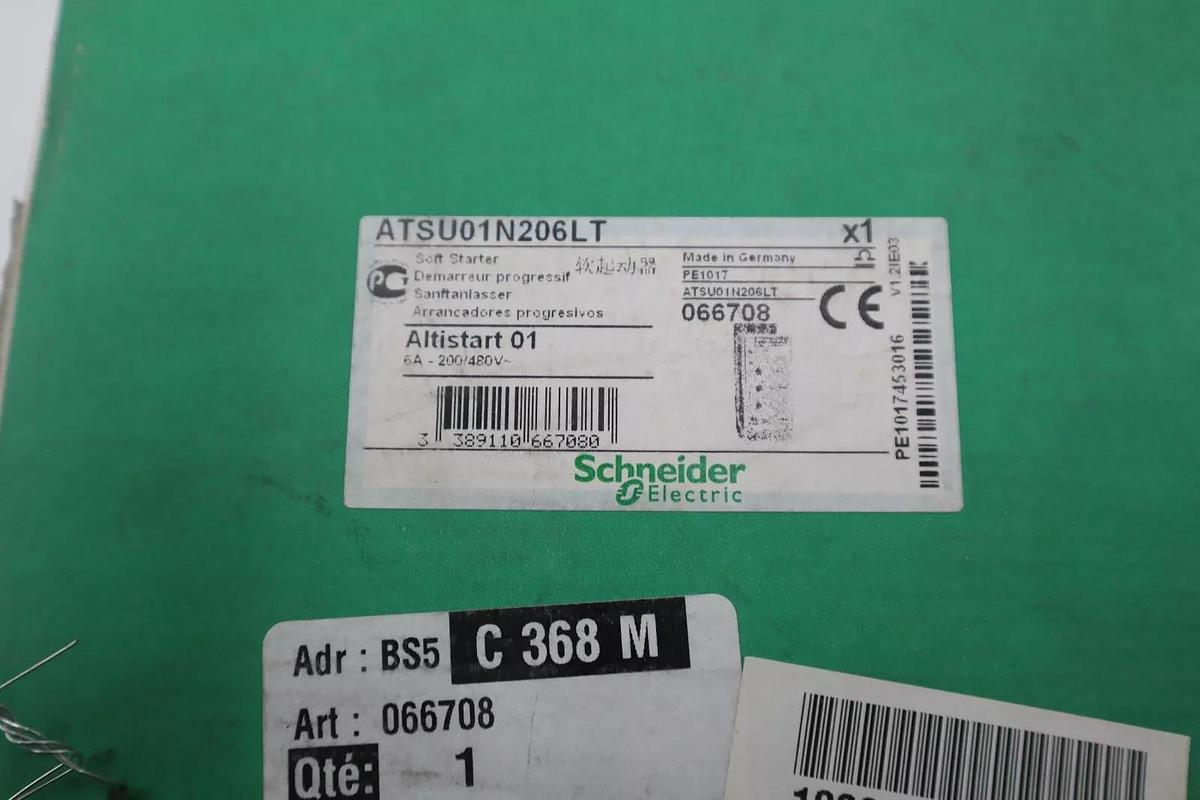 ATSU01N206LT x1
Soft Starter 软起动器
Demarreur progressif
Sanftanlasser
Arrancadores progresivos
Altistart 01
6A - 200/480V~
3 389110 667080
Made in Germany
PE1017
ATSU01N206LT
066708
CE
V1.2IE03
PE1017453016
Schneider
Electric
Adr : BS5 C 368 M
Art : 066708
Qté: 1